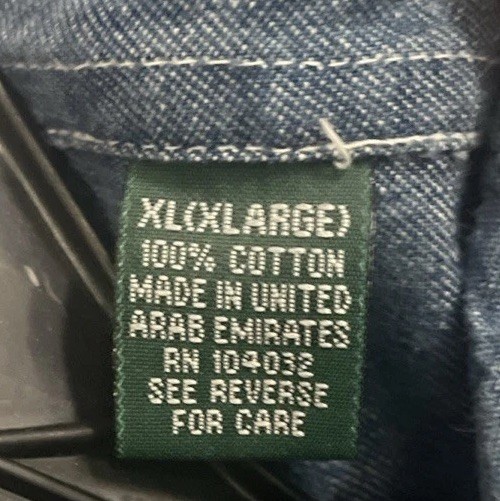 XL(XLARGE)
100% COTTON
MADE IN UNITED
ARAB EMIRATES
RN 104032
SEE REVERSE
FOR CARE